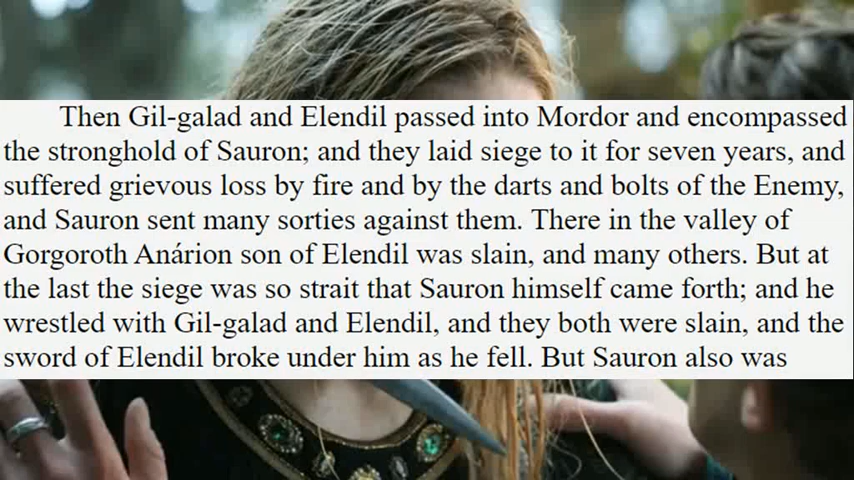 Then Gil-galad and Elendil passed into Mordor and encompassed
the stronghold of Sauron; and they laid siege to it for seven years, and
suffered grievous loss by fire and by the darts and bolts of the Enemy,
and Sauron sent many sorties against them. There in the valley of
Gorgoroth Anárion son of Elendil was slain, and many others. But at
the last the siege was so strait that Sauron himself came forth; and he
wrestled with Gil-galad and Elendil, and they both were slain, and the
sword of Elendil broke under him as he fell. But Sauron also was